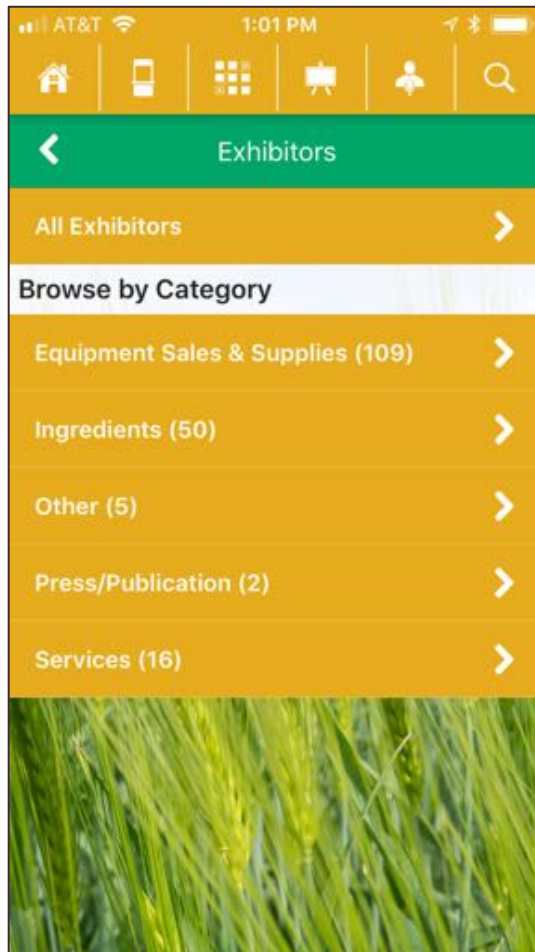 AT&T 1:01 PM
Exhibitors
All Exhibitors
Browse by Category
Equipment Sales & Supplies (109)
Ingredients (50)
Other (5)
Press/Publication (2)
Services (16)